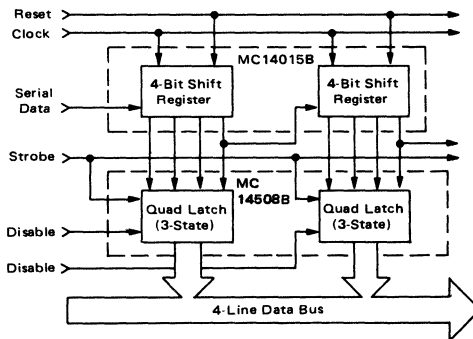 Reset
Clock
MC14015B
4-Bit Shift
Register
4-Bit Shift
Register
Serial
Data
Strobe
MC
14508B
Quad Latch
(3-State)
Quad Latch
(3-State)
Disable
Disable
4-Line Data Bus